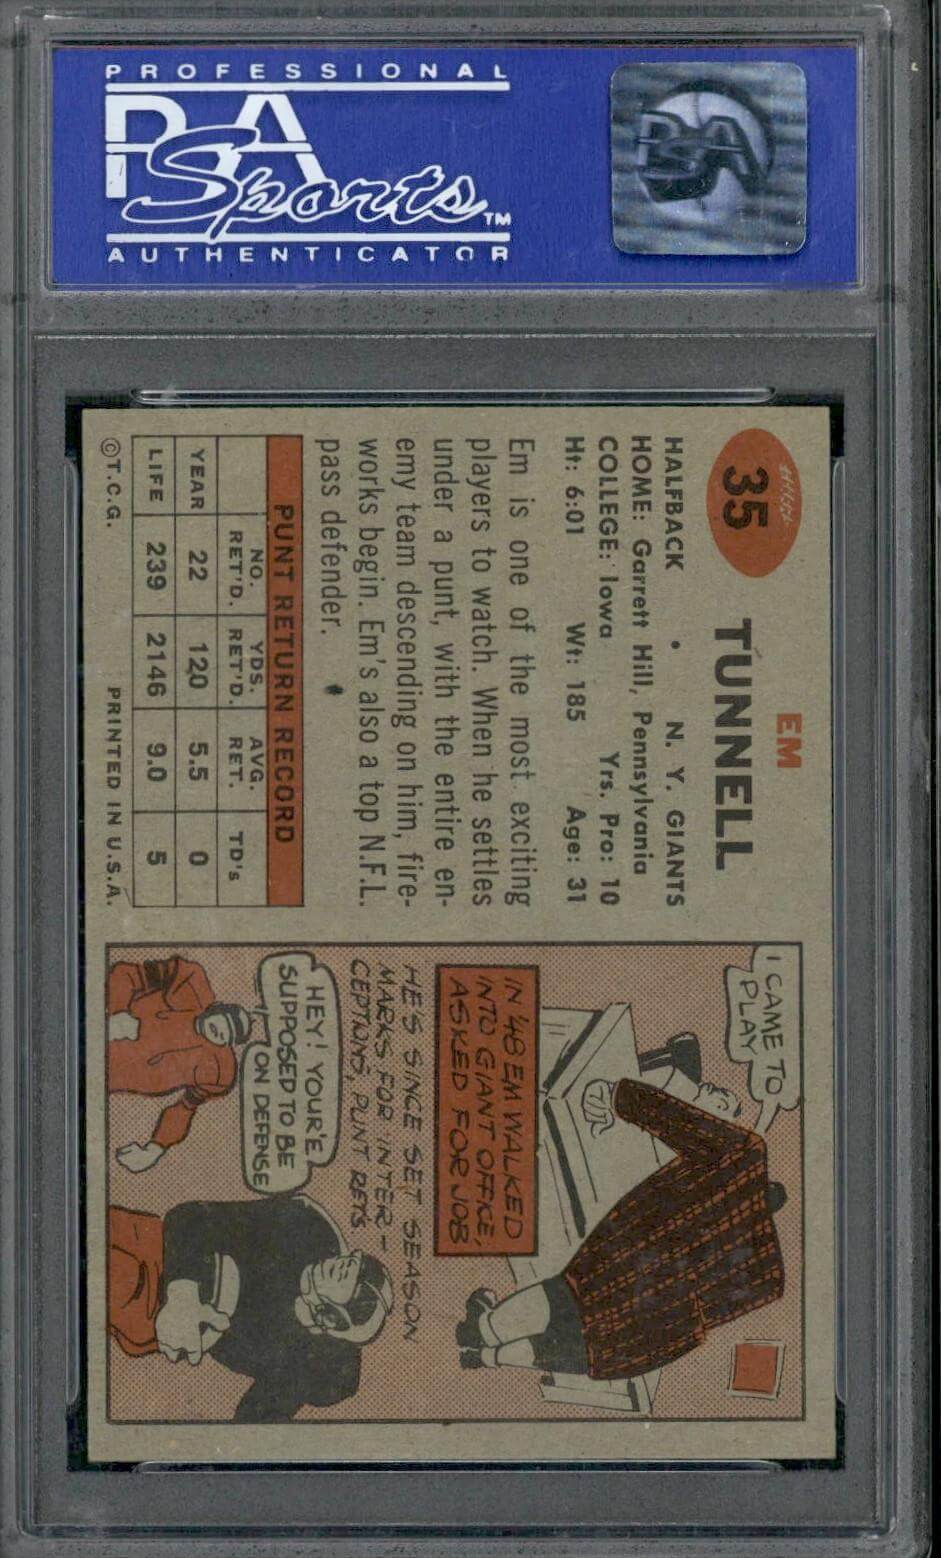 PROFESSIONAL
PSA
Sports™
AUTHENTICATOR
PSA
35
EM
TUNNELL
HALFBACK • N. Y. GIANTS
HOME: Garrett Hill, Pennsylvania
COLLEGE: Iowa Yrs. Pro: 10
Ht: 6:01 Wt: 185 Age: 31
Em is one of the most exciting
players to watch. When he settles
under a punt, with the entire en-
emy team descending on him, fire-
works begin. Em's also a top N.F.L.
pass defender.
PUNT RETURN RECORD
NO. RET'D. YDS. RET'D. AVG. RET. TD's
YEAR 22 120 5.5 0
LIFE 239 2146 9.0 5
©T.C.G. PRINTED IN U.S.A.
I CAME TO
PLAY
IN '48 EM WALKED
INTO GIANT OFFICE,
ASKED FOR JOB
HE'S SINCE SET SEASON
MARKS FOR INTER-
CEPTIONS, PUNT RETS
HEY! YOUR'E
SUPPOSED TO BE
ON DEFENSE